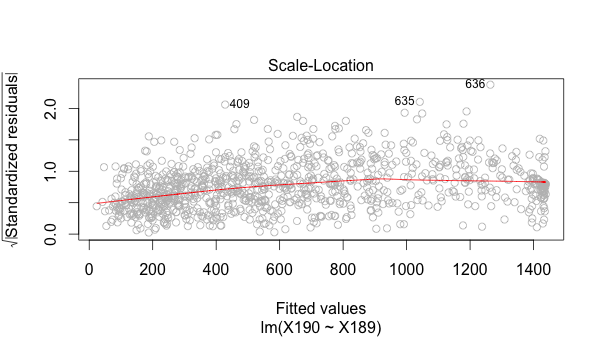 Scale-Location
√|Standardized residuals|
0.0 1.0 2.0
409 635 636
0 200 400 600 800 1000 1200 1400
Fitted values
lm(X190 ~ X189)